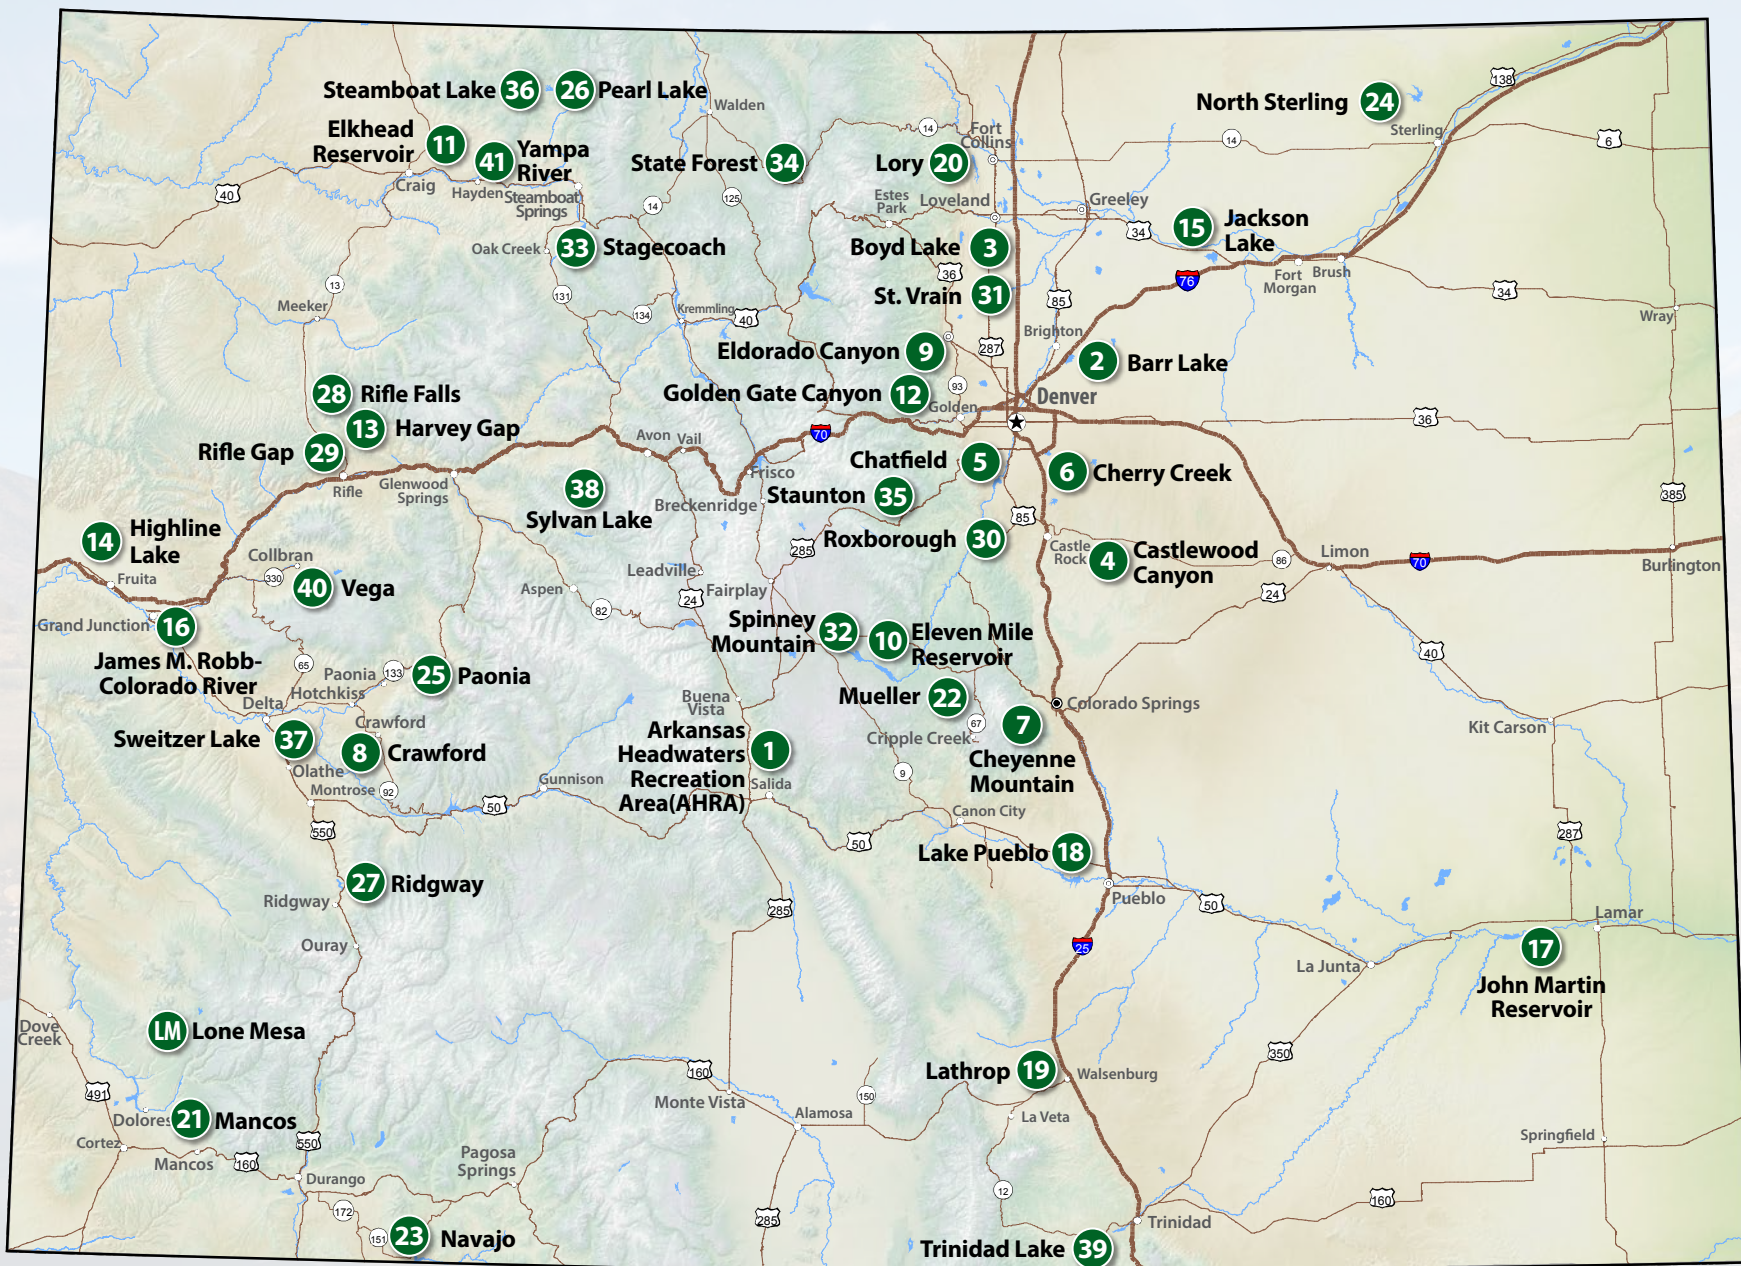 138
Steamboat Lake 36
26 Pearl Lake
North Sterling 24
Walden
Elkhead
Reservoir
11
14
Fort
Collins
Sterling
14
6
41 Yampa
River
State Forest 34
Lory 20
Craig
Hayden
Steamboat
Springs
40
14
125
Estes
Park
Loveland
Greeley
34
15 Jackson
Lake
Oak Creek
33 Stagecoach
Boyd Lake 3
36
Fort
Morgan
Brush
76
34
13
131
Meeker
134
Kremmling
40
St. Vrain 31
85
Wray
Brighton
287
Eldorado Canyon 9
2 Barr Lake
28 Rifle Falls
Golden Gate Canyon 12
93
Golden
Denver
36
13 Harvey Gap
70
Avon
Vail
Rifle Gap 29
Rifle
Glenwood
Springs
Frisco
Chatfield 5
6 Cherry Creek
38
Sylvan Lake
Breckenridge
Staunton 35
385
85
14 Highline
Lake
Roxborough 30
285
Castle
Rock
4 Castlewood
Canyon
86
Limon
70
Burlington
Collbran
330
Fruita
40 Vega
Leadville
Aspen
82
24
Fairplay
24
Grand Junction
16
James M. Robb-
Colorado River
Spinney
Mountain
32
10 Eleven Mile
Reservoir
40
65
Paonia
133
25 Paonia
Hotchkiss
Delta
Buena
Vista
Mueller 22
Colorado Springs
67
7
Cheyenne
Mountain
Cripple Creek
Kit Carson
Sweitzer Lake 37
Crawford
8 Crawford
Arkansas
Headwaters
Recreation
Area(AHRA)
1
Salida
Olathe
Montrose
92
50
Gunnison
9
Canon City
50
550
287
Lake Pueblo 18
27 Ridgway
Ridgway
Pueblo
50
285
Lamar
Ouray
25
La Junta
17
John Martin
Reservoir
Dove
Creek
LM Lone Mesa
350
491
160
Lathrop 19
Walsenburg
Monte Vista
150
Alamosa
La Veta
Dolores
21 Mancos
Cortez
Mancos
160
550
Pagosa
Springs
Springfield
Durango
172
12
160
285
151
23 Navajo
Trinidad
Trinidad Lake 39